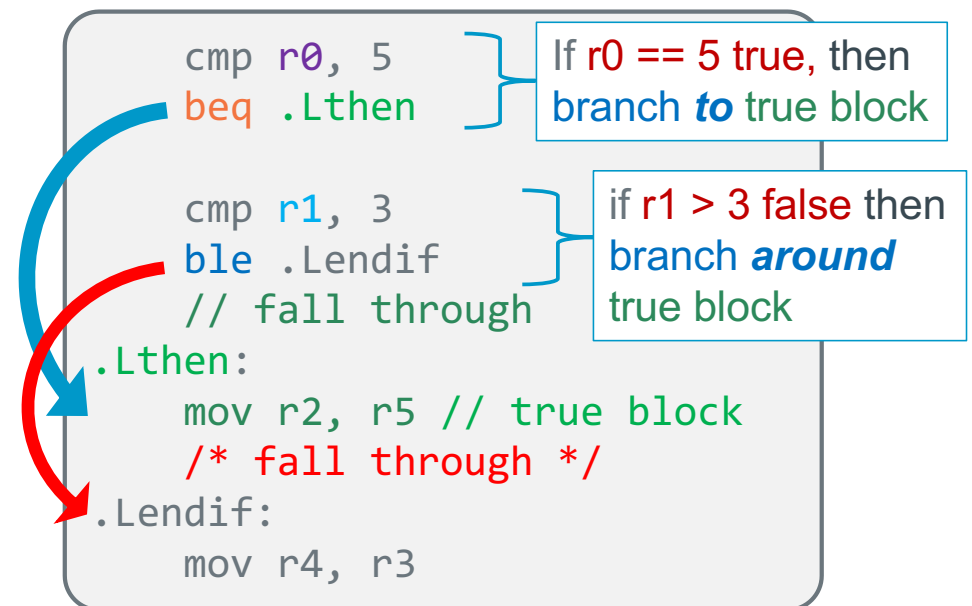 cmp r0, 5
beq .Lthen
If r0 == 5 true, then
branch to true block
cmp r1, 3
ble .Lendif
// fall through
if r1 > 3 false then
branch around
true block
.Lthen:
mov r2, r5 // true block
/* fall through */
.Lendif:
mov r4, r3